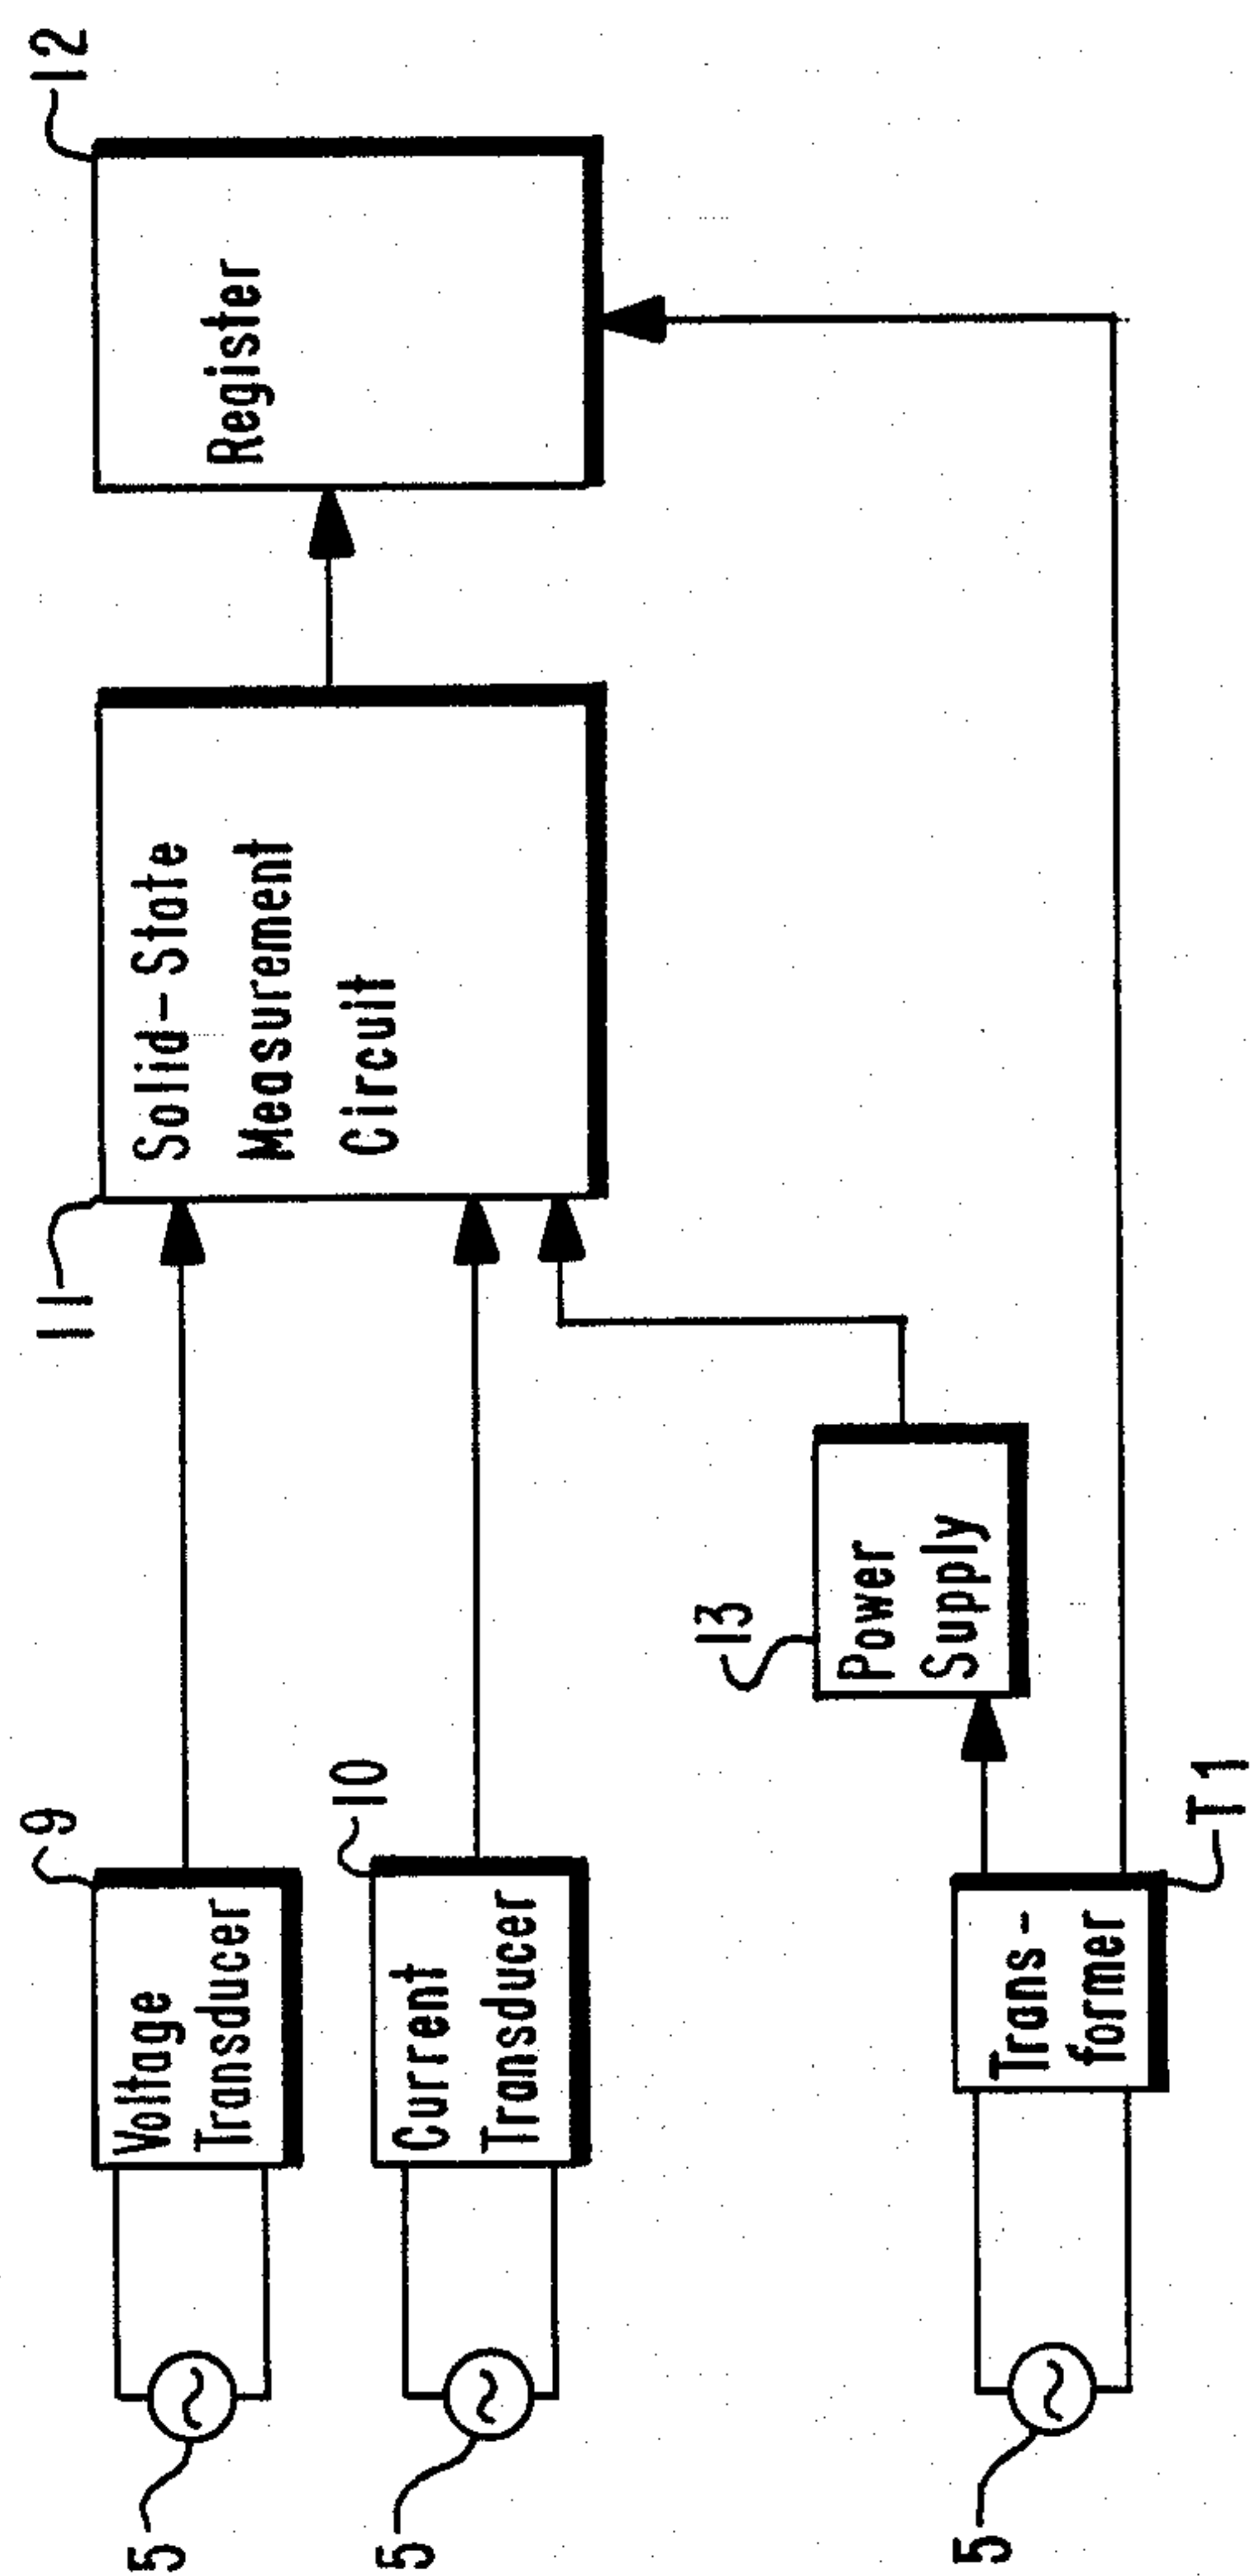 12
Register
11
Solid-State
Measurement
Circuit
9
Voltage
Transducer
5
10
Current
Transducer
5
13
Power
Supply
T1
Trans-
former
5